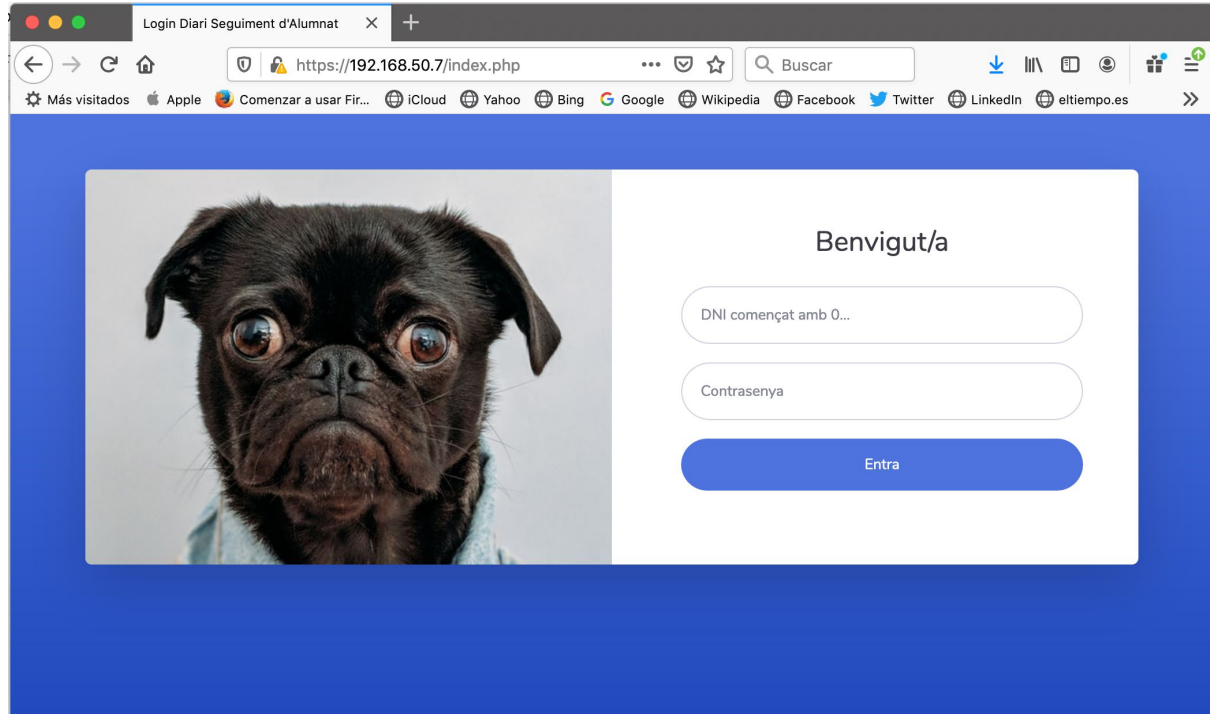 Login Diari Seguiment d'Alumnat
https://192.168.50.7/index.php
Buscar
Más visitados Apple Comenzar a usar Fir... iCloud Yahoo Bing Google Wikipedia Facebook Twitter LinkedIn eltiempo.es
Benvigut/a
DNI començat amb 0...
Contrasenya
Entra